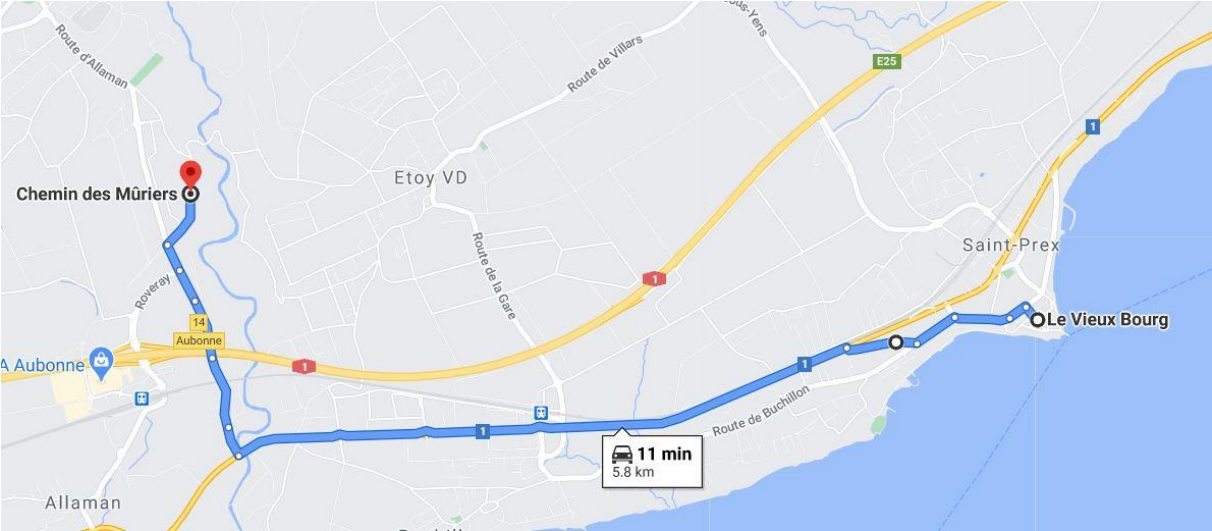 Route d'Allaman
Route de Villars
E25
1
Chemin des Mûriers
Etoy VD
Saint-Prex
Route de la Gare
Roveray
1
14
Aubonne
Le Vieux Bourg
A Aubonne
1
1
Route de Buchillon
1
11 min
5.8 km
Allaman